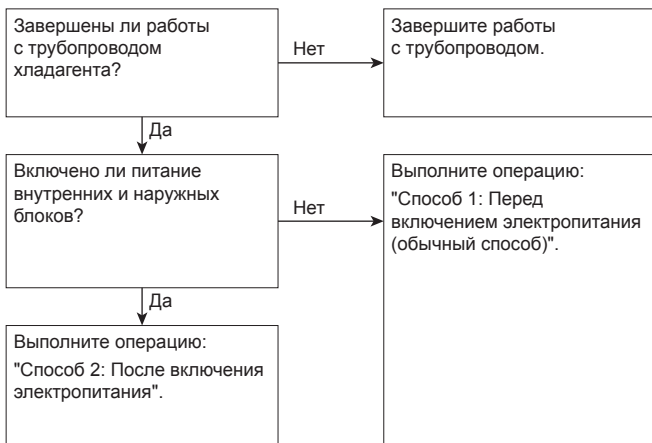 Завершены ли работы
с трубопроводом
хладагента?
Нет
Завершите работы
с трубопроводом.
Да
Включено ли питание
внутренних и наружных
блоков?
Нет
Выполните операцию:
"Способ 1: Перед
включением электропитания
(обычный способ)".
Да
Выполните операцию:
"Способ 2: После включения
электропитания".